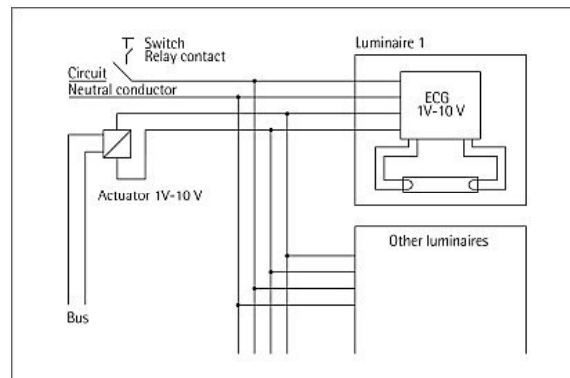 Switch
Relay contact
Circuit
Neutral conductor
Luminaire 1
ECG
1V-10 V
Actuator 1V-10 V
Other luminaires
Bus